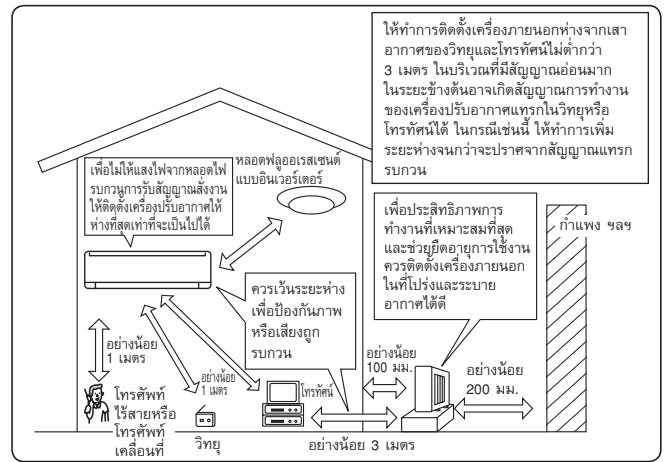 ให้ทำการติดตั้งเครื่องภายนอกห่างจากเสา
อากาศของวิทยุและโทรทัศน์ไม่ต่ำกว่า
3 เมตร ในบริเวณที่มีสัญญาณอ่อนมาก
ในระยะข้างต้นอาจเกิดสัญญาณการทำงาน
ของเครื่องปรับอากาศแทรกในวิทยุหรือ
โทรทัศน์ได้ ในกรณีเช่นนี้ ให้ทำการเพิ่ม
ระยะห่างจนกว่าจะปราศจากสัญญาณแทรก
รบกวน
เพื่อไม่ให้แสงไฟจากหลอดไฟ
รบกวนการรับสัญญาณสั่งงาน
ให้ติดตั้งเครื่องปรับอากาศให้
ห่างที่สุดเท่าที่จะเป็นไปได้
หลอดฟลูออเรสเซนต์
แบบอินเวอร์เตอร์
เพื่อประสิทธิภาพการ
ทำงานที่เหมาะสมที่สุด
และช่วยยืดอายุการใช้งาน
ควรติดตั้งเครื่องภายนอก
ในที่โปร่งและระบาย
อากาศได้ดี
กำแพง ฯลฯ
ควรเว้นระยะห่าง
เพื่อป้องกันภาพ
หรือเสียงถูก
รบกวน
อย่างน้อย
1 เมตร
อย่างน้อย
1 เมตร
อย่างน้อย
100 มม.
อย่างน้อย
200 มม.
โทรศัพท์
ไร้สายหรือ
โทรศัพท์
เคลื่อนที่
วิทยุ
โทรทัศน์
อย่างน้อย 3 เมตร